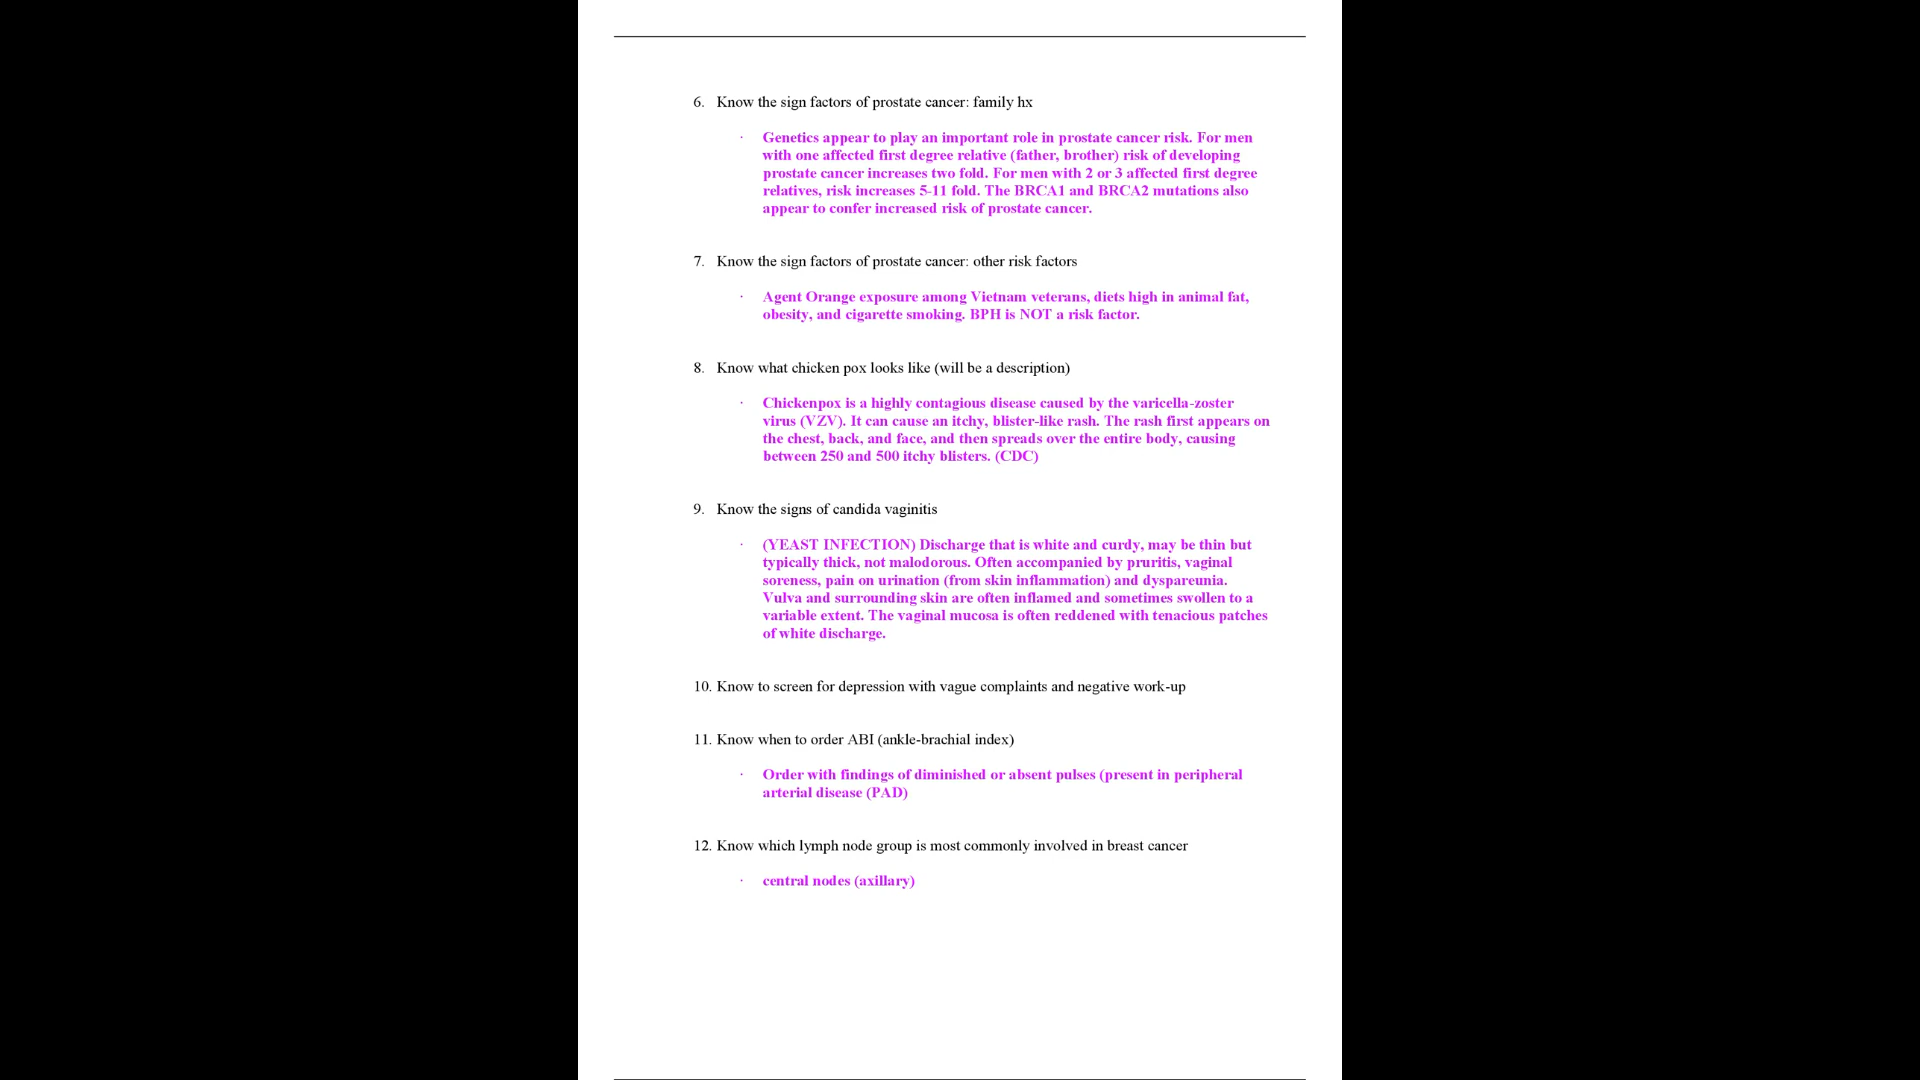 6. Know the sign factors of prostate cancer: family hx
· Genetics appear to play an important role in prostate cancer risk. For men
with one affected first degree relative (father, brother) risk of developing
prostate cancer increases two fold. For men with 2 or 3 affected first degree
relatives, risk increases 5-11 fold. The BRCA1 and BRCA2 mutations also
appear to confer increased risk of prostate cancer.
7. Know the sign factors of prostate cancer: other risk factors
· Agent Orange exposure among Vietnam veterans, diets high in animal fat,
obesity, and cigarette smoking. BPH is NOT a risk factor.
8. Know what chicken pox looks like (will be a description)
· Chickenpox is a highly contagious disease caused by the varicella-zoster
virus (VZV). It can cause an itchy, blister-like rash. The rash first appears on
the chest, back, and face, and then spreads over the entire body, causing
between 250 and 500 itchy blisters. (CDC)
9. Know the signs of candida vaginitis
· (YEAST INFECTION) Discharge that is white and curdy, may be thin but
typically thick, not malodorous. Often accompanied by pruritis, vaginal
soreness, pain on urination (from skin inflammation) and dyspareunia.
Vulva and surrounding skin are often inflamed and sometimes swollen to a
variable extent. The vaginal mucosa is often reddened with tenacious patches
of white discharge.
10. Know to screen for depression with vague complaints and negative work-up
11. Know when to order ABI (ankle-brachial index)
· Order with findings of diminished or absent pulses (present in peripheral
arterial disease (PAD)
12. Know which lymph node group is most commonly involved in breast cancer
· central nodes (axillary)